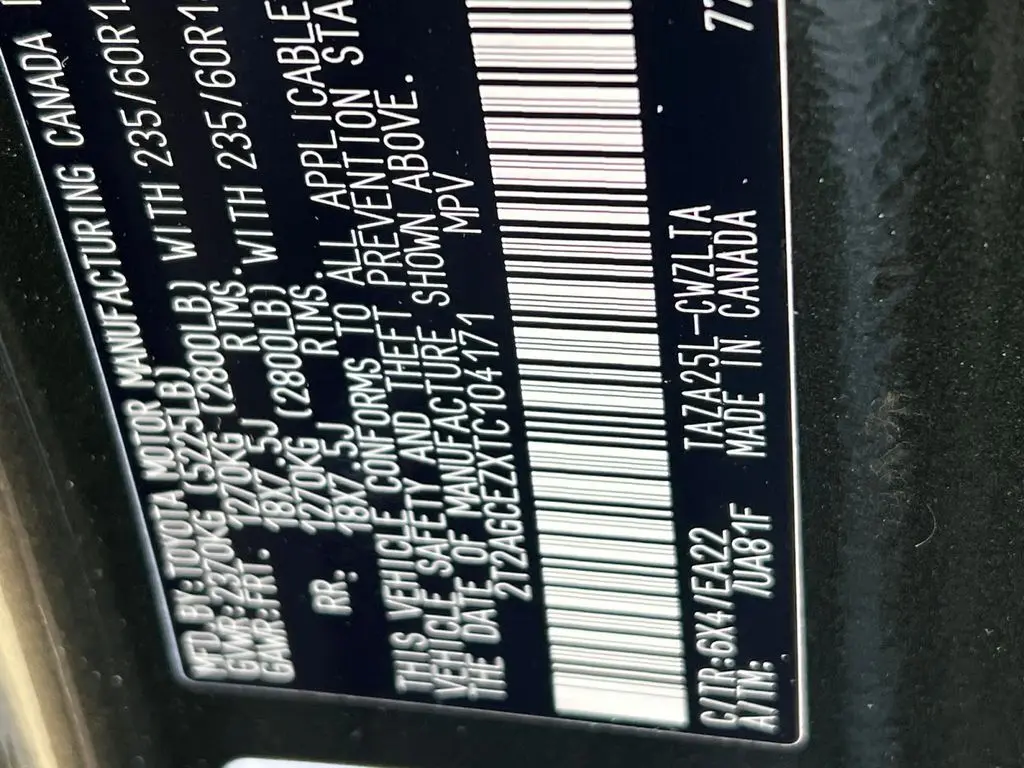 MFD BY: TOYOTA MOTOR MANUFACTURING CANADA
GVWR: 2370KG (5225LB)
GAWR: FRT. 1270KG (2800LB) WITH 235/60R1
18X7.5J RIMS.
RR. 1270KG (2800LB) WITH 235/60R1
18X7.5J RIMS.
THIS VEHICLE CONFORMS TO ALL APPLICABLE
VEHICLE SAFETY AND THEFT PREVENTION STA
THE DATE OF MANUFACTURE SHOWN ABOVE.
2T2AGCEZXTC104171 MPV
C/TR: 6X4/EA22 TAZA25L-CWZLTA 77
A/TM: /UA81F MADE IN CANADA